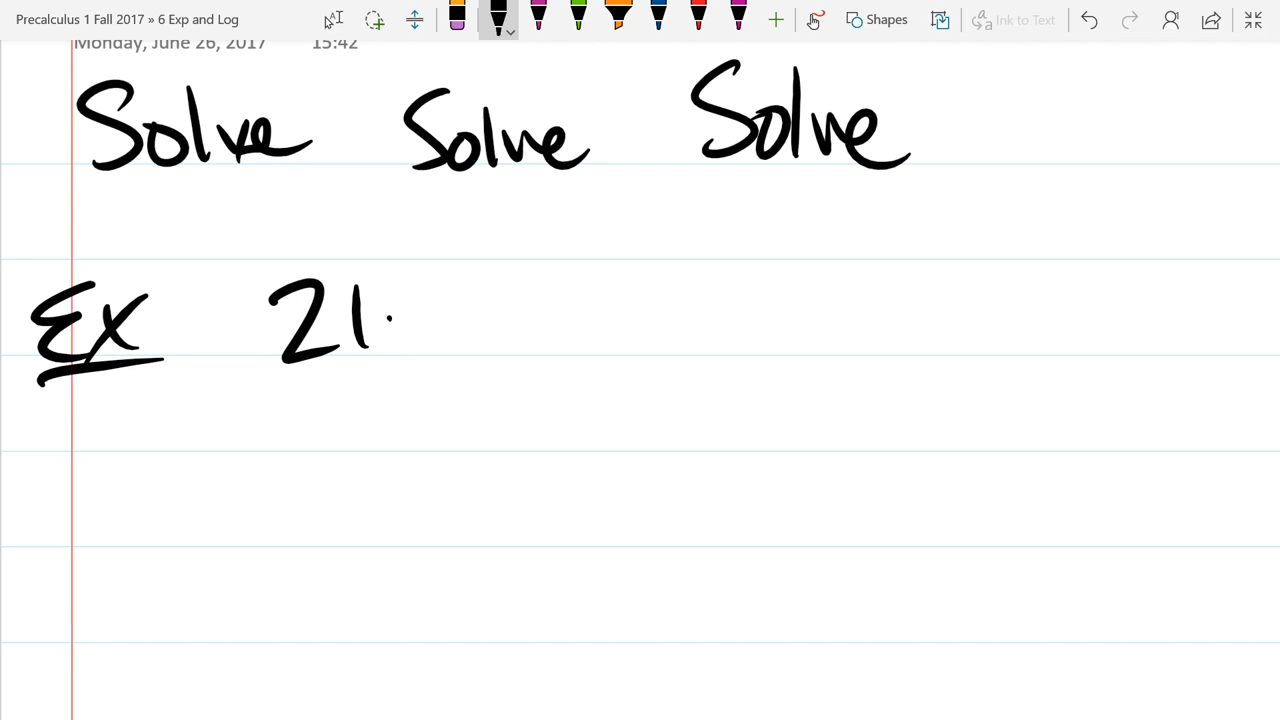 Precalculus 1 Fall 2017 » 6 Exp and Log Shapes Ink to Text
Monday, June 26, 2017 15:42
Solve Solve Solve
Ex 21.